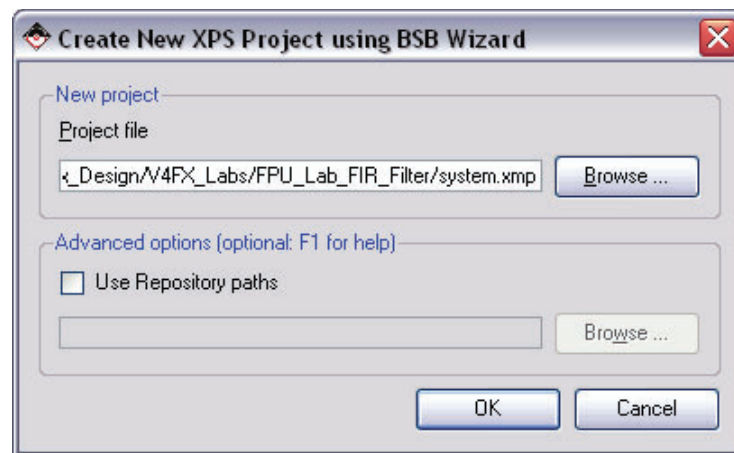 Create New XPS Project using BSB Wizard
New project
Project file
_Design/V4FX_Labs/FPU_Lab_FIR_Filter/system.xmp
Browse ...
Advanced options (optional: F1 for help)
Use Repository paths
Browse ...
OK
Cancel